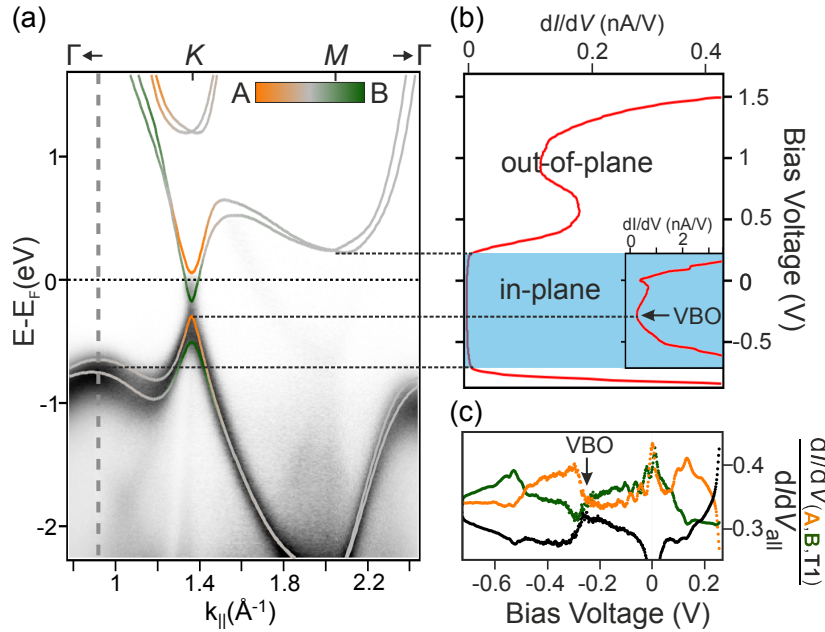 (a)
Γ
K
M
Γ
A
B
1
0
-1
-2
E-E_F(eV)
1
1.4
1.8
2.2
k_||(Å⁻¹)
(b)
dI/dV (nA/V)
0
0.2
0.4
out-of-plane
in-plane
dI/dV (nA/V)
0
2
VBO
1.5
1
0.5
0
-0.5
Bias Voltage (V)
(c)
VBO
0.4
0.3
dI/dV(A,B,T1)
dI/dV_all
-0.6
-0.4
-0.2
0
0.2
Bias Voltage (V)